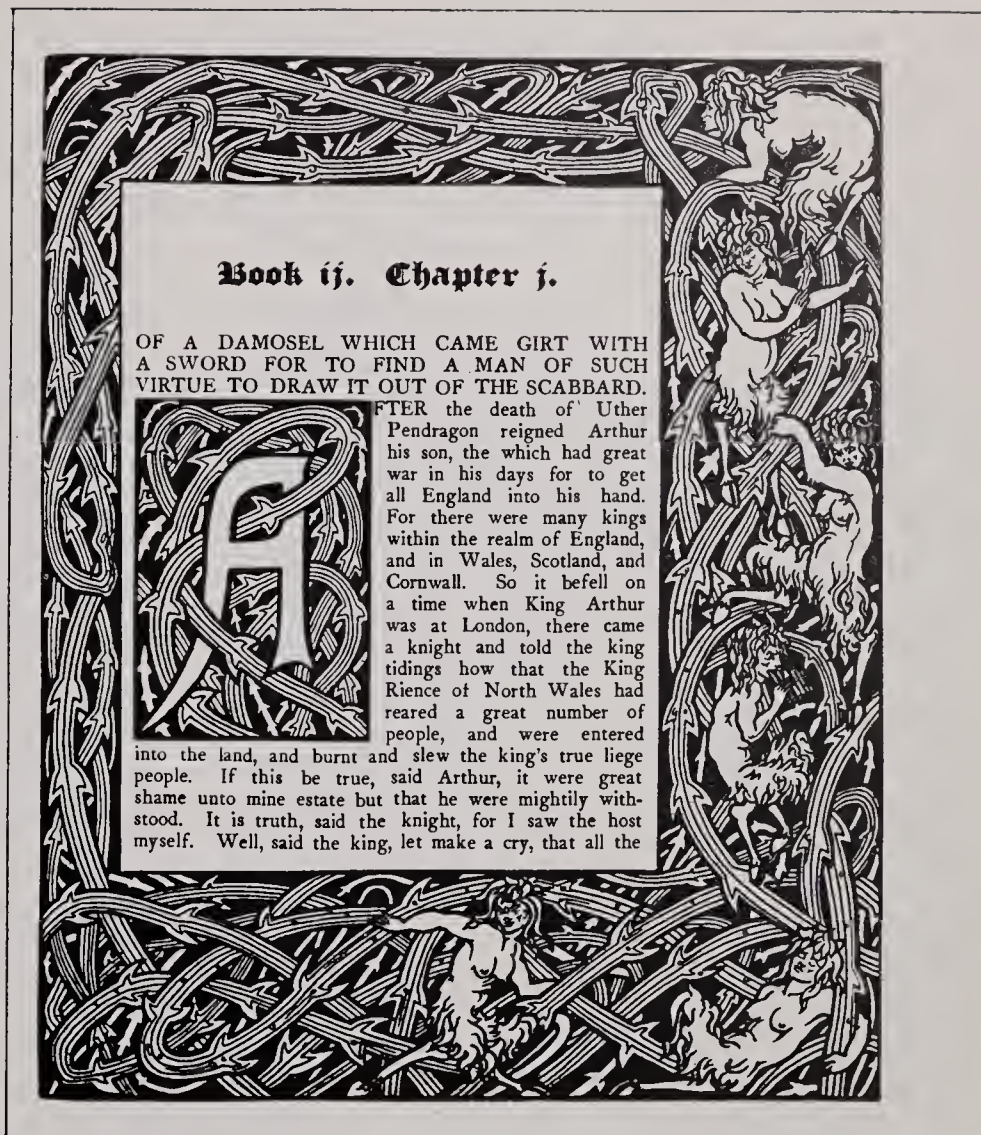 Book ij. Chapter j.
OF A DAMOSEL WHICH CAME GIRT WITH
A SWORD FOR TO FIND A MAN OF SUCH
VIRTUE TO DRAW IT OUT OF THE SCABBARD.
AFTER the death of Uther
Pendragon reigned Arthur
his son, the which had great
war in his days for to get
all England into his hand.
For there were many kings
within the realm of England,
and in Wales, Scotland, and
Cornwall. So it befell on
a time when King Arthur
was at London, there came
a knight and told the king
tidings how that the King
Rience of North Wales had
reared a great number of
people, and were entered
into the land, and burnt and slew the king's true liege
people. If this be true, said Arthur, it were great
shame unto mine estate but that he were mightily with-
stood. It is truth, said the knight, for I saw the host
myself. Well, said the king, let make a cry, that all the